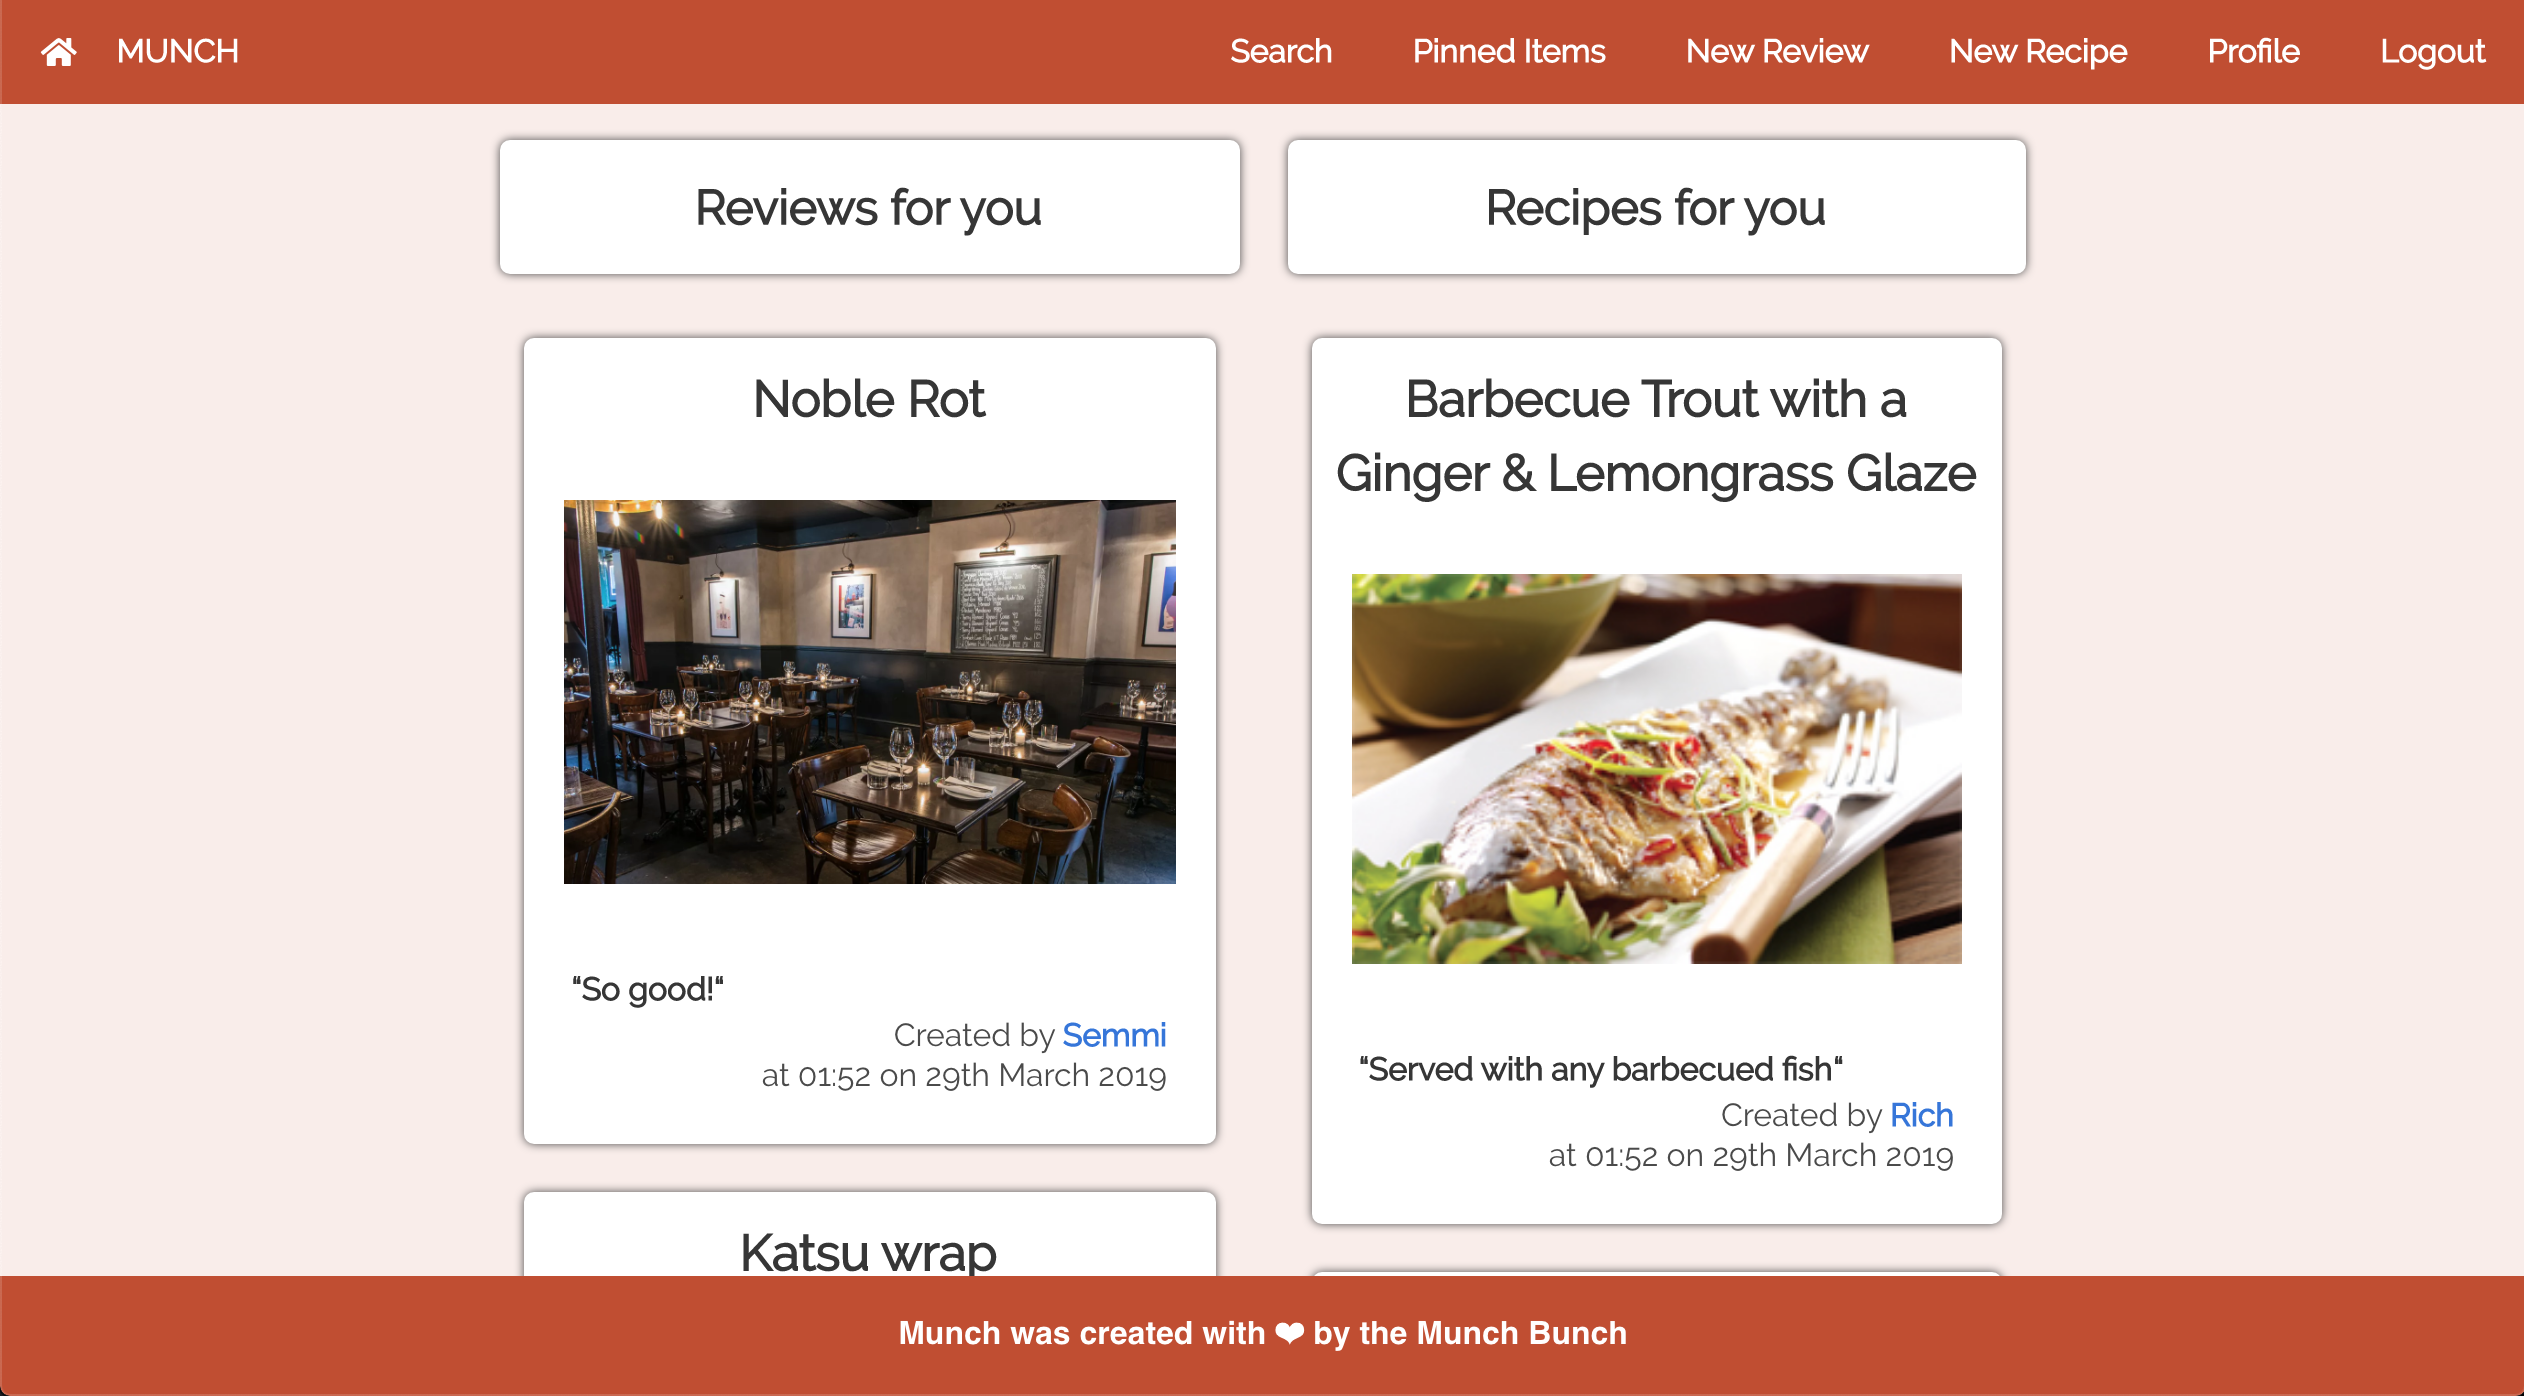 MUNCH
Search
Pinned Items
New Review
New Recipe
Profile
Logout
Reviews for you
Recipes for you
Noble Rot
“So good!“
Created by Semmi
at 01:52 on 29th March 2019
Katsu wrap
Barbecue Trout with a
Ginger & Lemongrass Glaze
“Served with any barbecued fish“
Created by Rich
at 01:52 on 29th March 2019
Munch was created with ❤ by the Munch Bunch